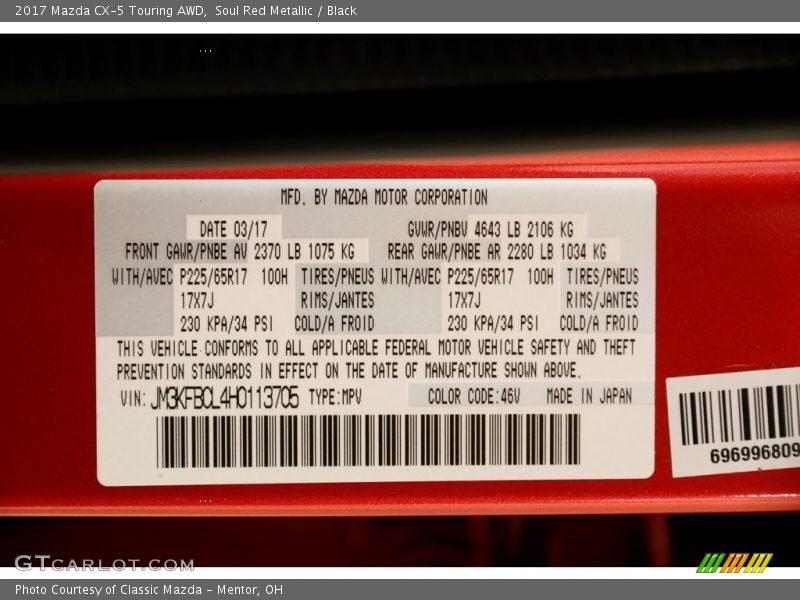 2017 Mazda CX-5 Touring AWD, Soul Red Metallic / Black
MFD. BY MAZDA MOTOR CORPORATION
DATE 03/17 GVWR/PNBV 4643 LB 2106 KG
FRONT GAWR/PNBE AV 2370 LB 1075 KG REAR GAWR/PNBE AR 2280 LB 1034 KG
WITH/AVEC P225/65R17 100H TIRES/PNEUS WITH/AVEC P225/65R17 100H TIRES/PNEUS
17X7J RIMS/JANTES 17X7J RIMS/JANTES
230 KPA/34 PSI COLD/A FROID 230 KPA/34 PSI COLD/A FROID
THIS VEHICLE CONFORMS TO ALL APPLICABLE FEDERAL MOTOR VEHICLE SAFETY AND THEFT
PREVENTION STANDARDS IN EFFECT ON THE DATE OF MANUFACTURE SHOWN ABOVE.
VIN: JM3KFBCL4H0113705 TYPE:MPV COLOR CODE:46V MADE IN JAPAN
696996809
GTCARLOT.COM
Photo Courtesy of Classic Mazda - Mentor, OH